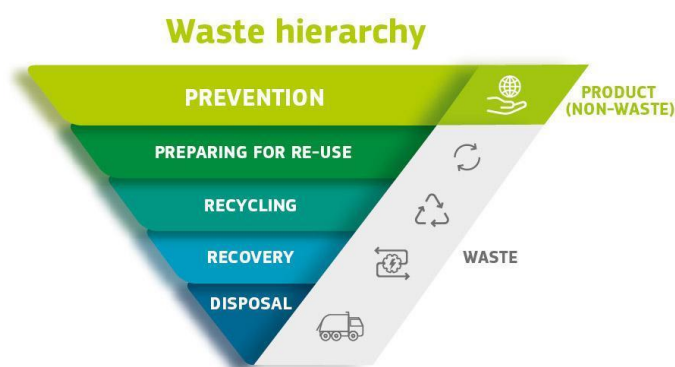 Waste hierarchy
PREVENTION
PRODUCT
(NON-WASTE)
PREPARING FOR RE-USE
RECYCLING
RECOVERY
WASTE
DISPOSAL